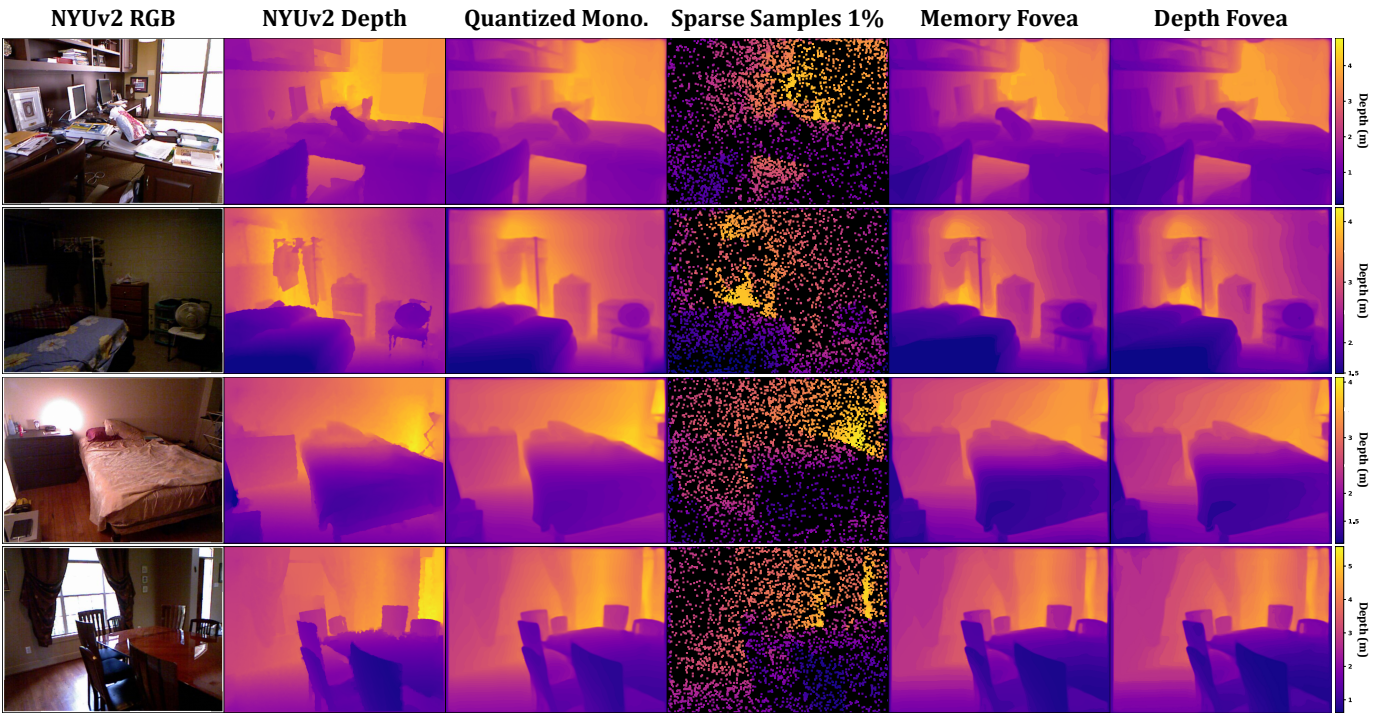 NYUv2 RGB
NYUv2 Depth
Quantized Mono.
Sparse Samples 1%
Memory Fovea
Depth Fovea
4
3
2
1
Depth (m)
4
3
2
1.5
Depth (m)
4
3
2
1.5
Depth (m)
5
4
3
2
1
Depth (m)